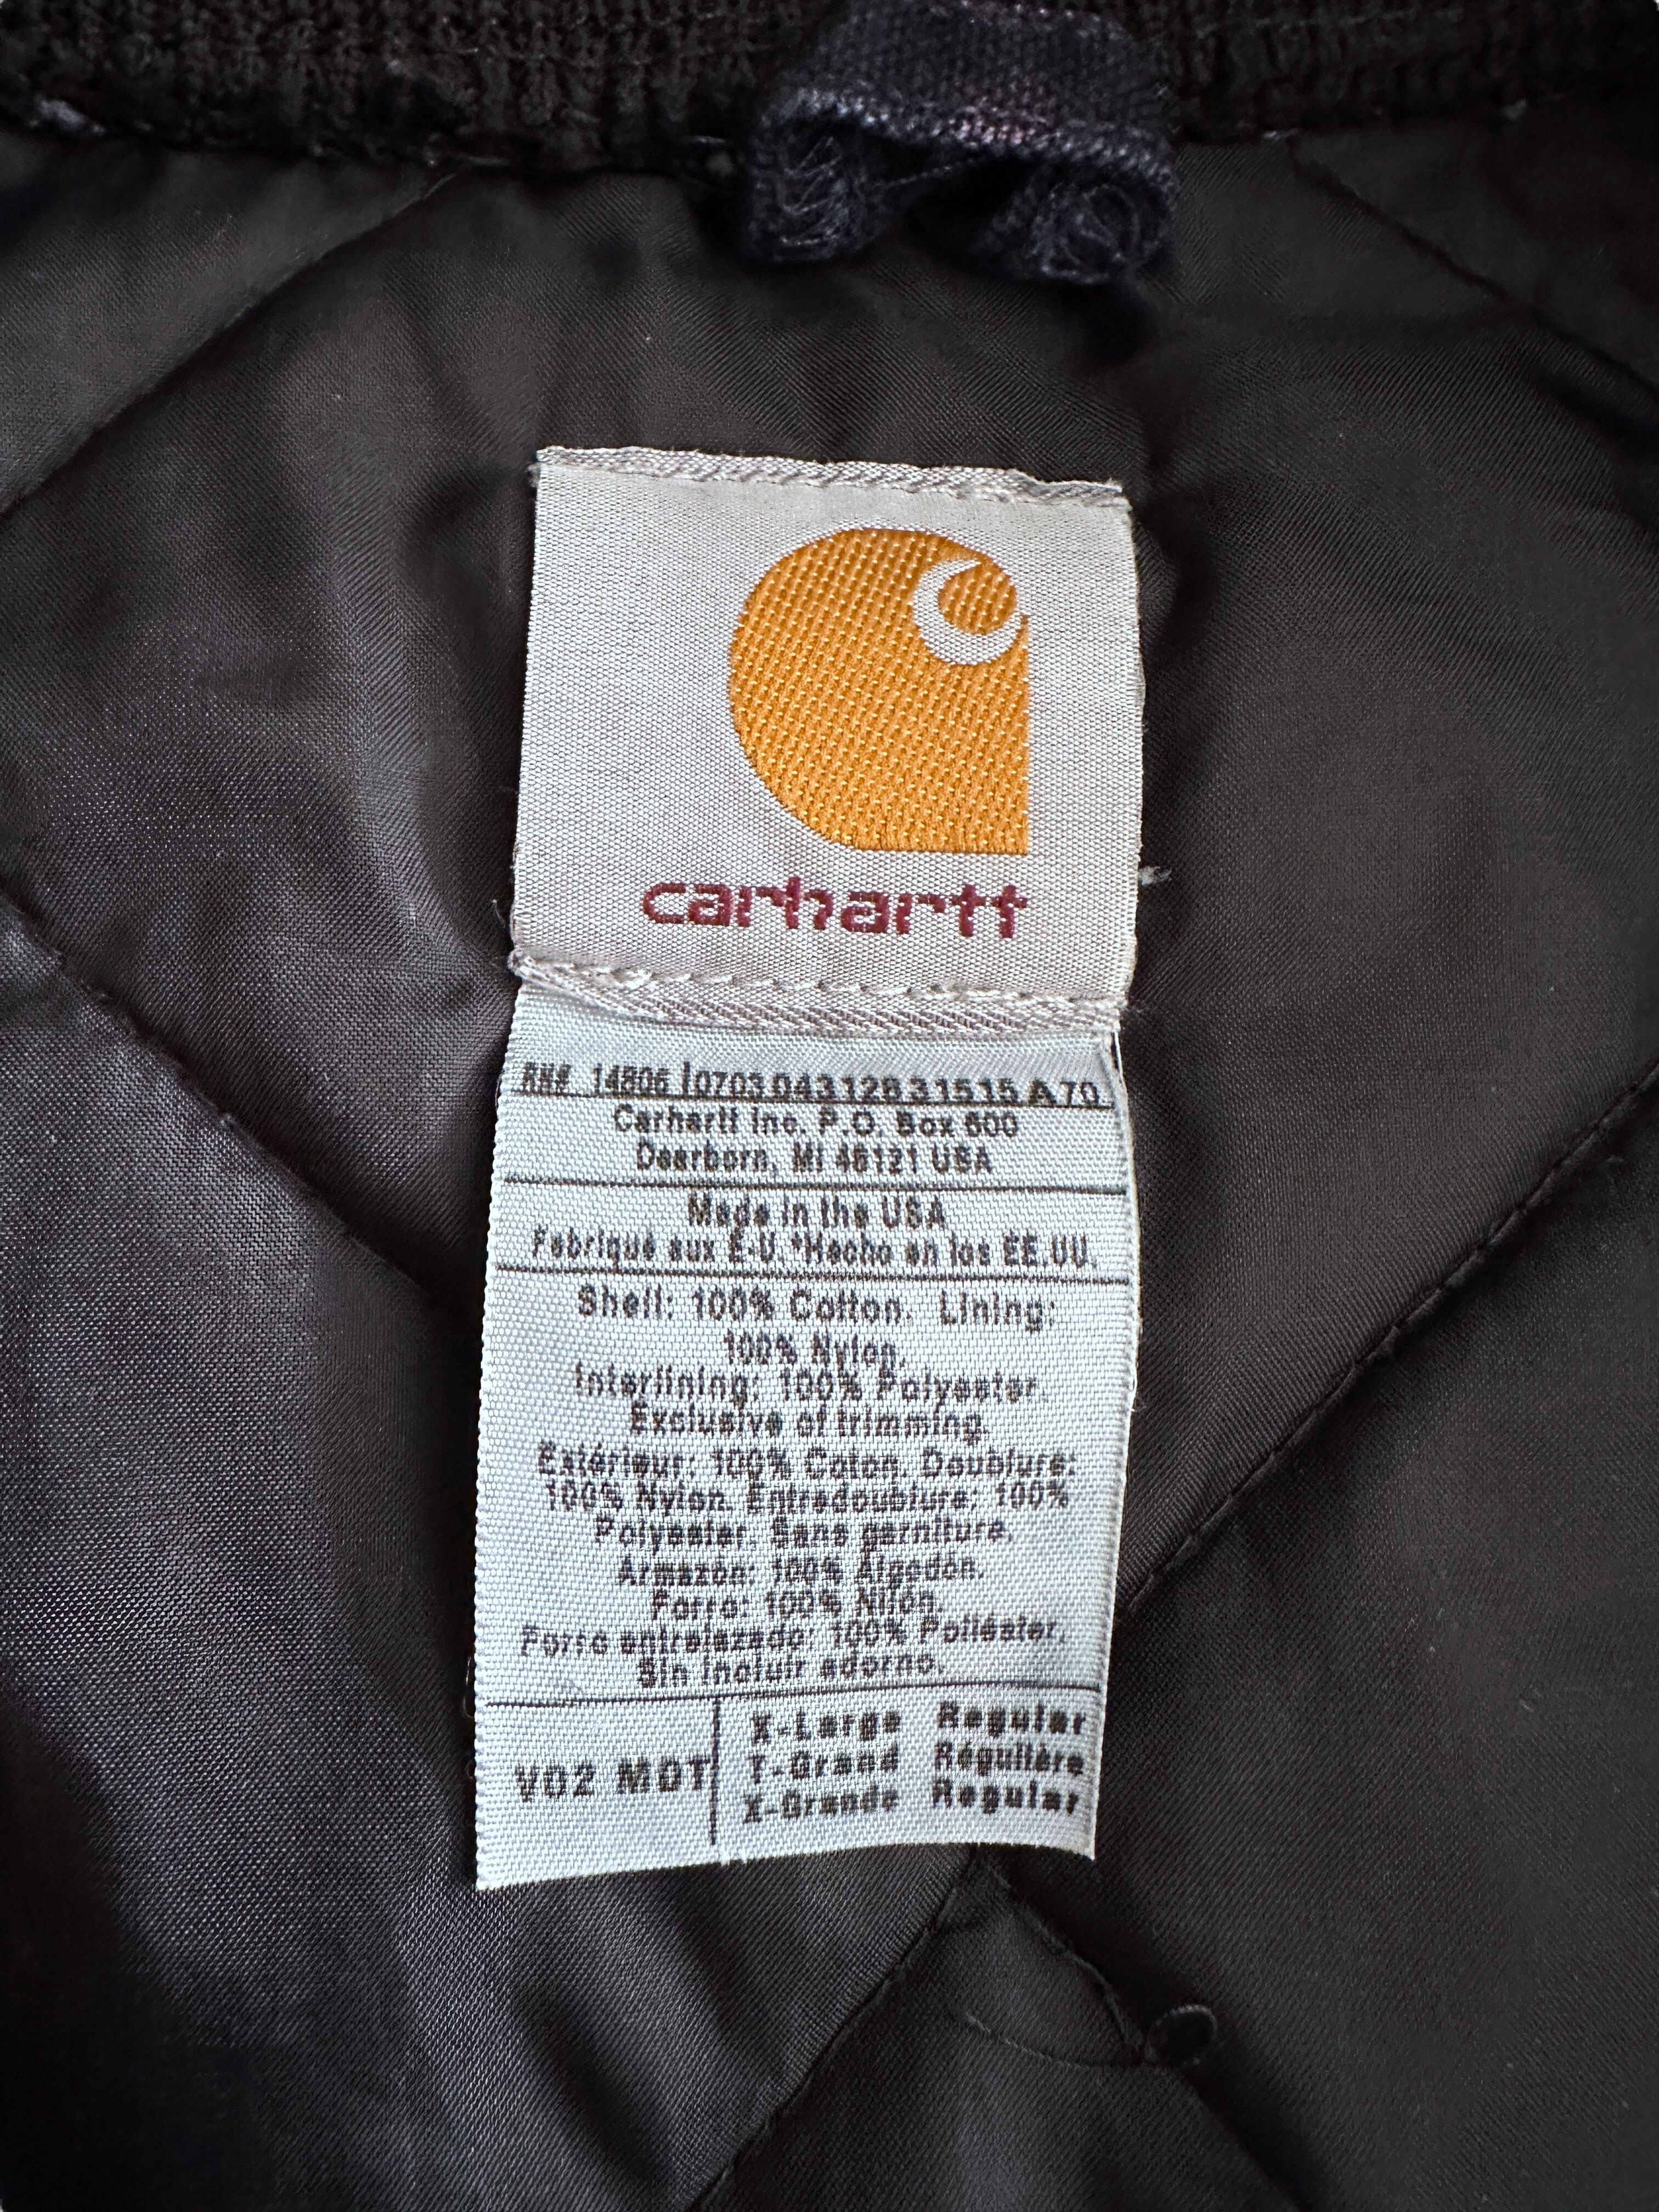 carhartt
RN# 14806 0703 043128 31515 A 70
Carhartt Inc. P.O. Box 600
Dearborn, MI 48121 USA
Made in the USA
Fabriqué aux É-U. *Hecho en los EE.UU.
Shell: 100% Cotton. Lining:
100% Nylon.
Interlining: 100% Polyester.
Exclusive of trimming
Extérieur: 100% Coton. Doublure:
100% Nylon. Entredoublure: 100%
Polyester. Sans garniture.
Armazón: 100% Algodón.
Forro: 100% Nilon.
Forro entrelazado: 100% Poliéster.
Sin incluir adorno.
V02 MDT
X-Large Regular
T-Grand Régulière
X-Grande Regular